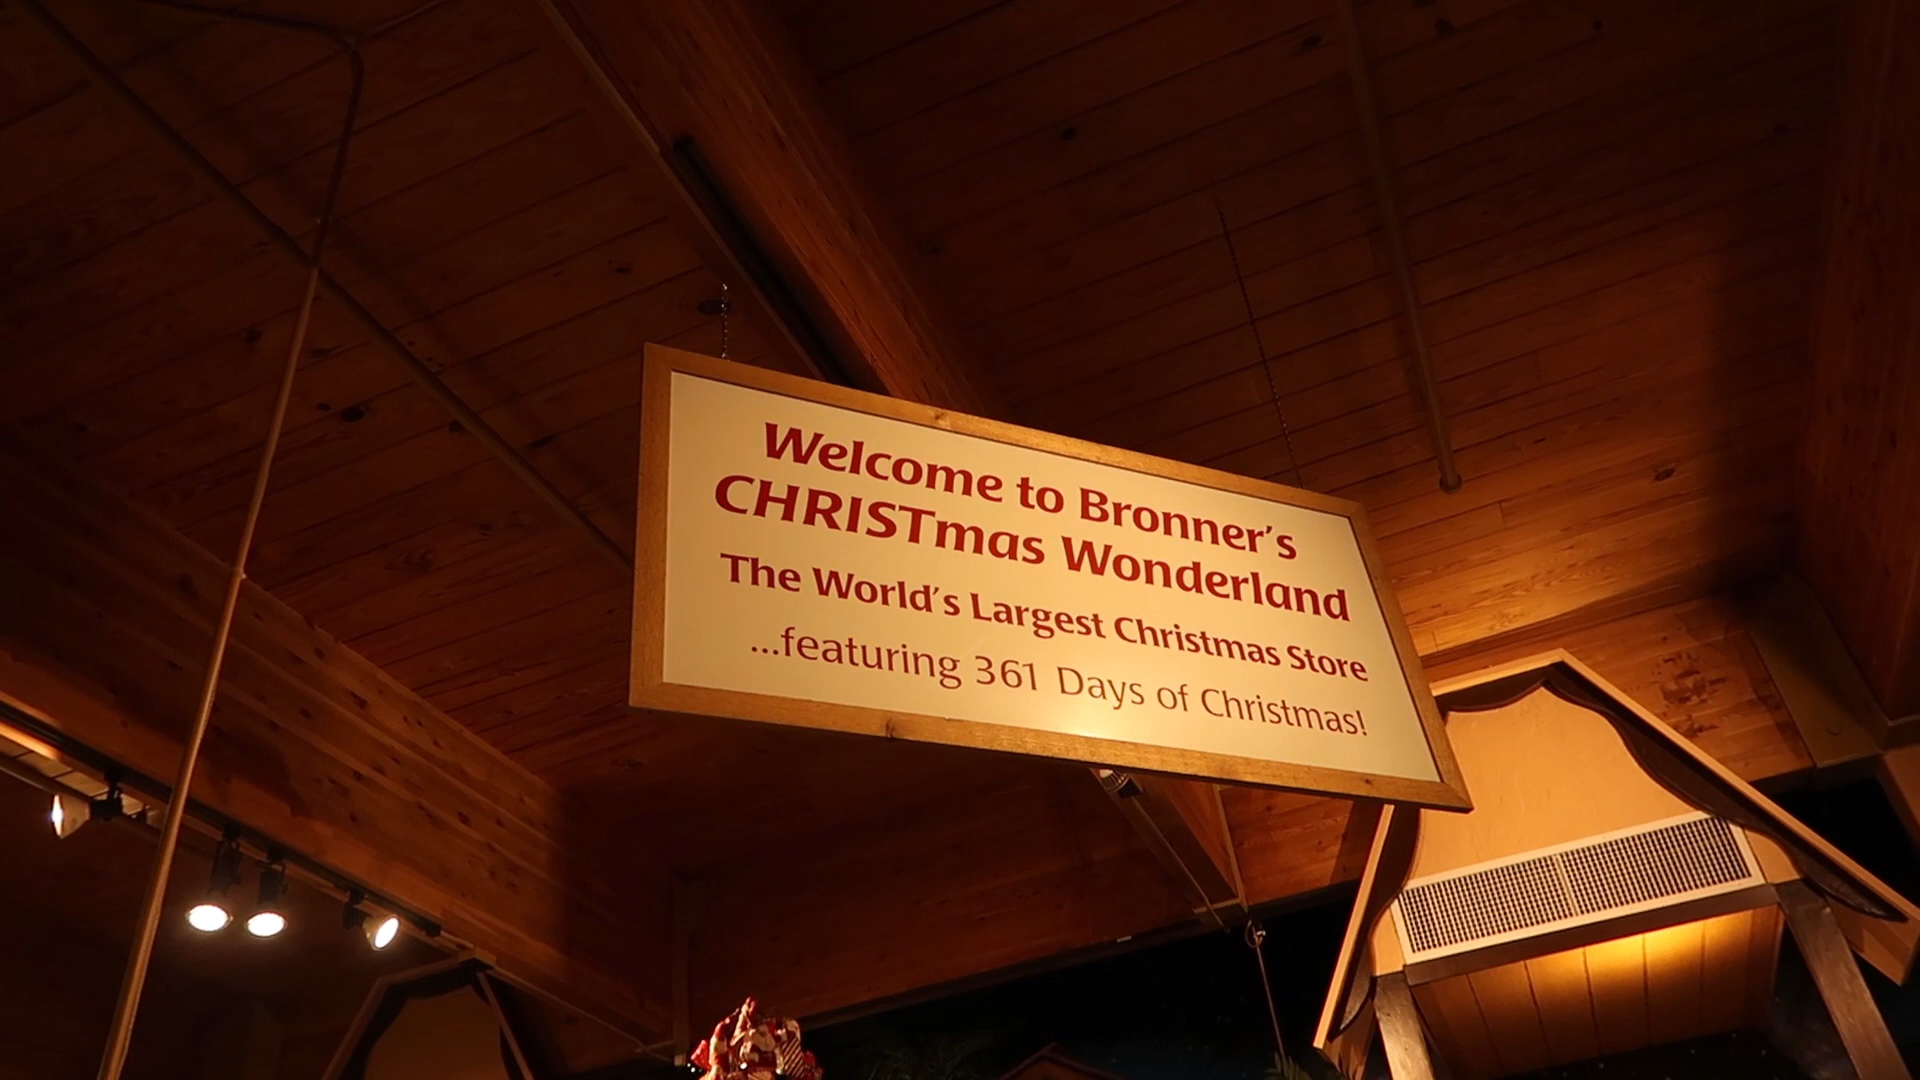 Welcome to Bronner's
CHRISTmas Wonderland
The World's Largest Christmas Store
...featuring 361 Days of Christmas!